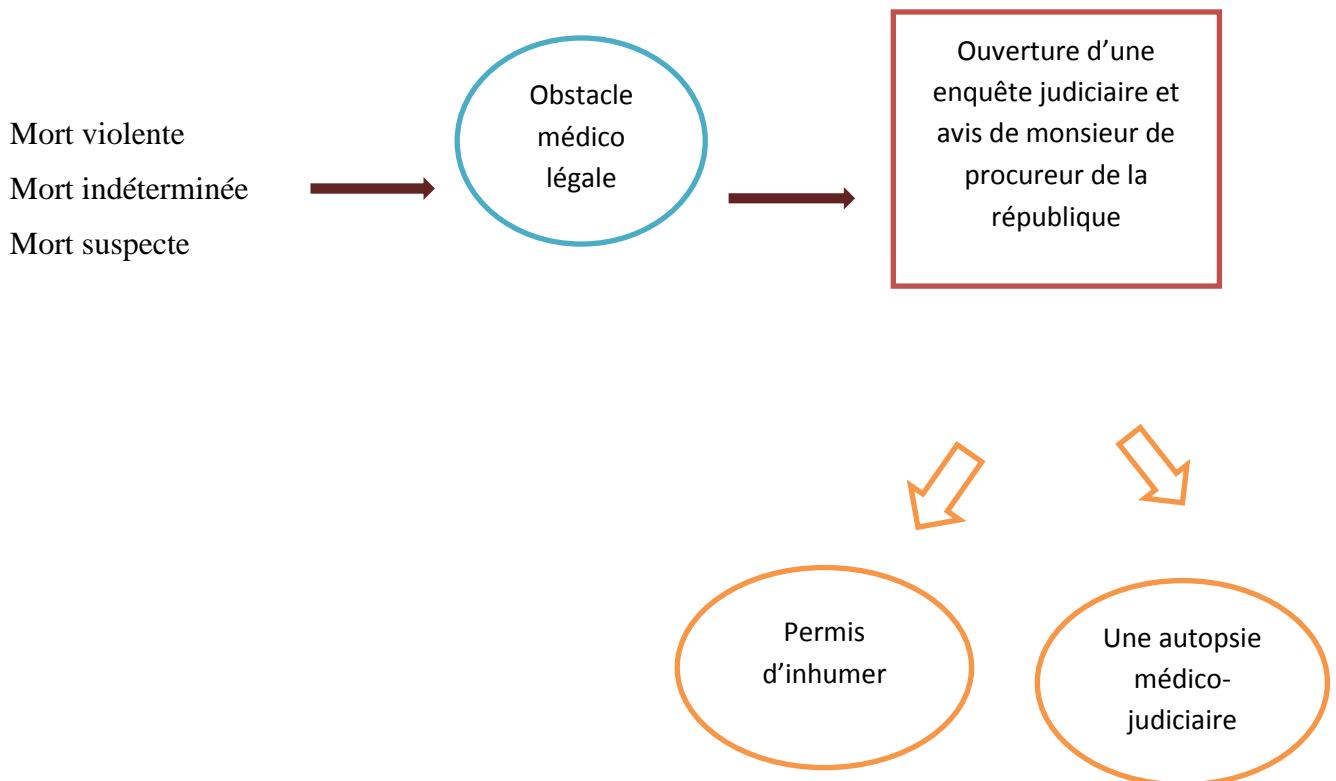 Mort violente
Mort indéterminée
Mort suspecte
Obstacle
médico
légale
Ouverture d’une
enquête judiciaire et
avis de monsieur de
procureur de la
république
Permis
d’inhumer
Une autopsie
médico-
judiciaire